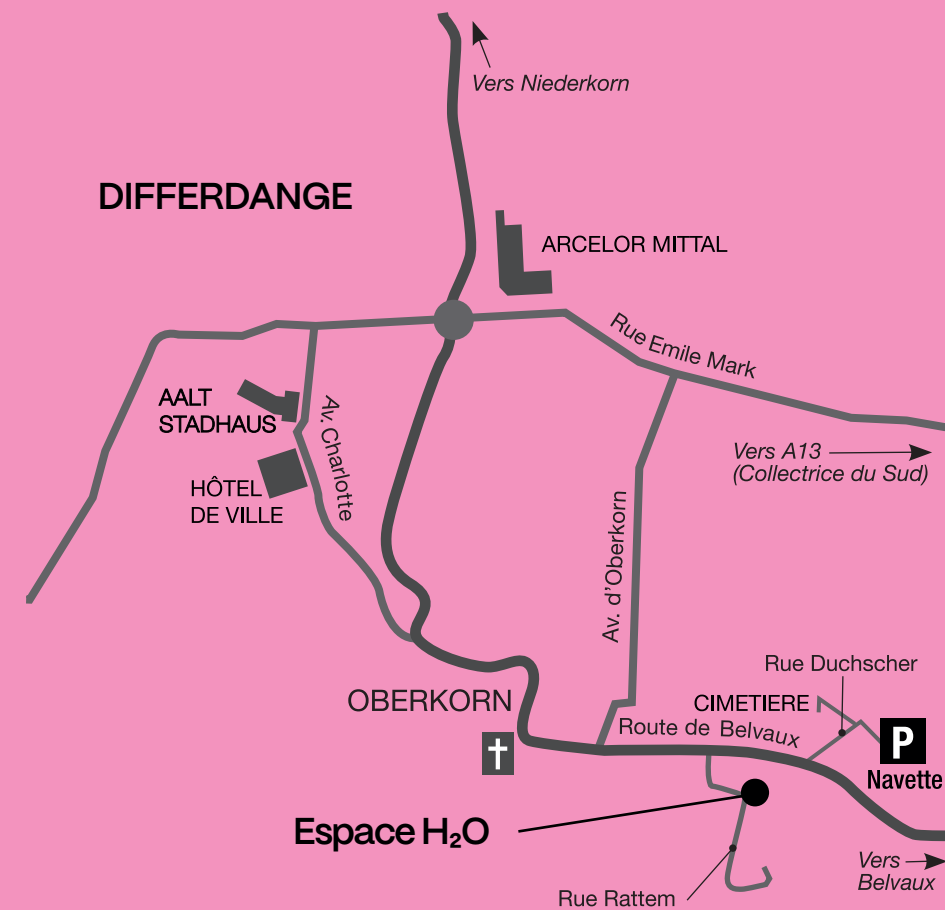 Vers Niederkorn
DIFFERDANGE
ARCELOR MITTAL
Rue Emile Mark
AALT
STADHAUS
Av. Charlotte
HÔTEL
DE VILLE
Vers A13
(Collectrice du Sud)
Av. d'Oberkorn
Rue Duchscher
OBERKORN
CIMETIERE
Route de Belvaux
P
Navette
Espace H₂O
Vers
Belvaux
Rue Rattem